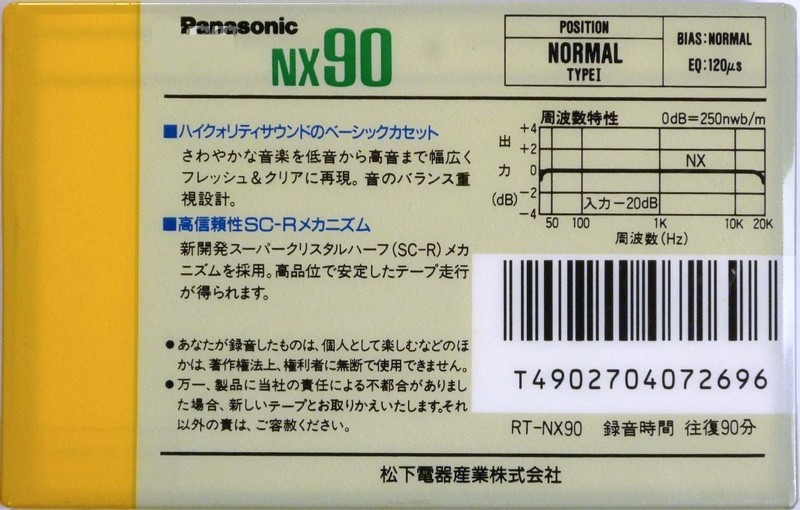 Panasonic
NX90
POSITION
NORMAL
TYPE I
BIAS:NORMAL
EQ:120μs
■ハイクォリティサウンドのベーシックカセット
さわやかな音楽を低音から高音まで幅広く
フレッシュ&クリアに再現。音のバランス重
視設計。
■高信頼性SC-Rメカニズム
新開発スーパークリスタルハーフ(SC-R)メカ
ニズムを採用。高品位で安定したテープ走行
が得られます。
●あなたが録音したものは、個人として楽しむなどのほ
かは、著作権法上、権利者に無断で使用できません。
●万一、製品に当社の責任による不都合がありまし
た場合、新しいテープとお取りかえいたします。それ
以外の責は、ご容赦ください。
周波数特性 0dB=250nwb/m
出力(dB)
+4
+2
0
-2
-4
NX
入力-20dB
50 100 1K 10K 20K
周波数(Hz)
T4902704072696
RT-NX90 録音時間 往復90分
松下電器産業株式会社